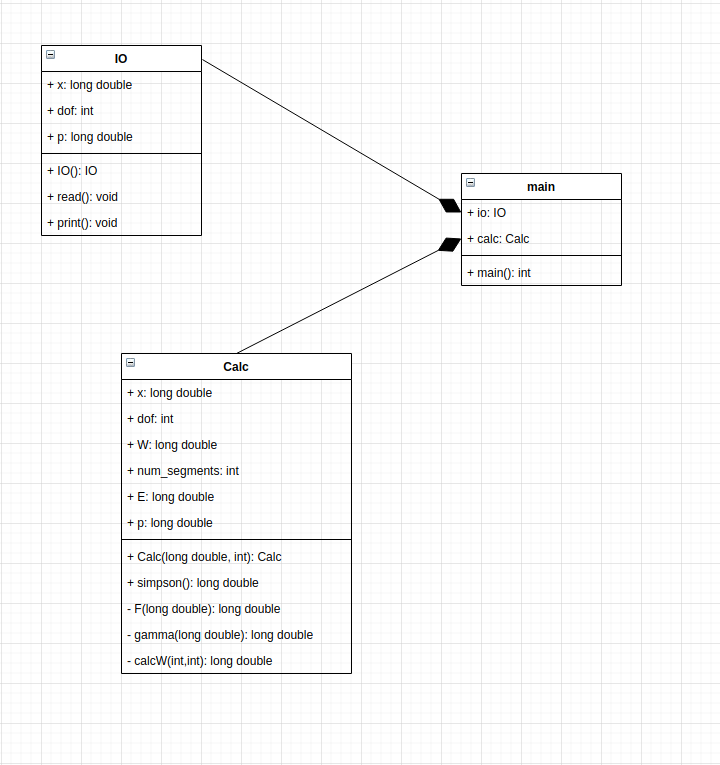 IO
+ x: long double
+ dof: int
+ p: long double
+ IO(): IO
+ read(): void
+ print(): void
main
+ io: IO
+ calc: Calc
+ main(): int
Calc
+ x: long double
+ dof: int
+ W: long double
+ num_segments: int
+ E: long double
+ p: long double
+ Calc(long double, int): Calc
+ simpson(): long double
- F(long double): long double
- gamma(long double): long double
- calcW(int,int): long double